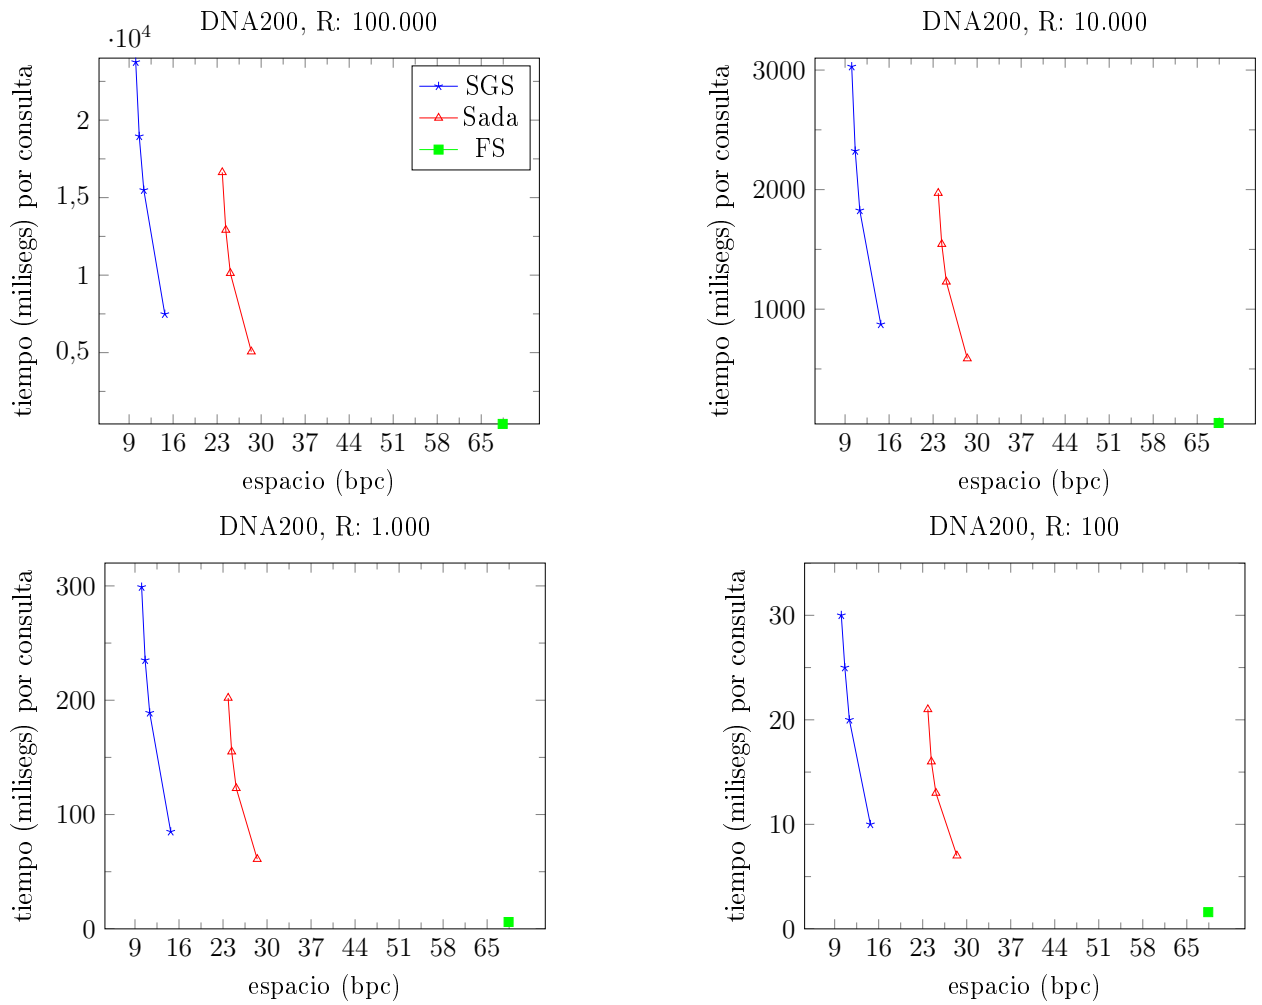 DNA200, R: 100.000
·10⁴
tiempo (milisegs) por consulta
2
1,5
1
0,5
SGS
Sada
FS
9 16 23 30 37 44 51 58 65
espacio (bpc)
DNA200, R: 10.000
tiempo (milisegs) por consulta
3000
2000
1000
9 16 23 30 37 44 51 58 65
espacio (bpc)
DNA200, R: 1.000
tiempo (milisegs) por consulta
300
200
100
0
9 16 23 30 37 44 51 58 65
espacio (bpc)
DNA200, R: 100
tiempo (milisegs) por consulta
30
20
10
0
9 16 23 30 37 44 51 58 65
espacio (bpc)